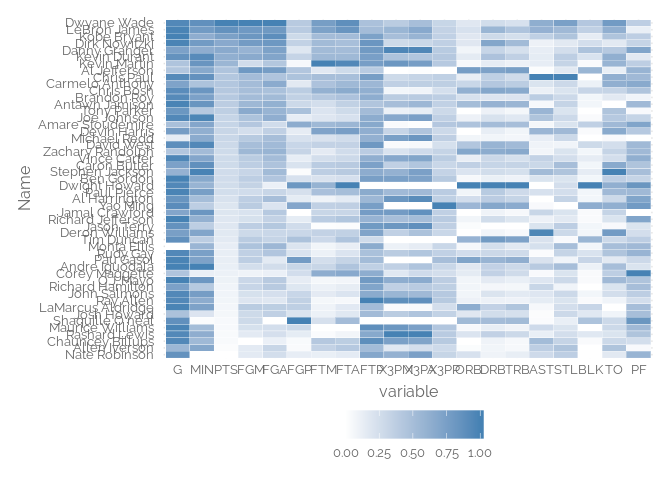 Dwyane Wade
LeBron James
Kobe Bryant
Dirk Nowitzki
Danny Granger
Kevin Durant
Kevin Martin
Al Jefferson
Chris Paul
Carmelo Anthony
Chris Bosh
Brandon Roy
Antawn Jamison
Tony Parker
Joe Johnson
Amare Stoudemire
Devin Harris
Michael Redd
David West
Zachary Randolph
Vince Carter
Caron Butler
Stephen Jackson
Ben Gordon
Dwight Howard
Paul Pierce
Al Harrington
Yao Ming
Jamal Crawford
Richard Jefferson
Jason Terry
Deron Williams
Tim Duncan
Monta Ellis
Rudy Gay
Pau Gasol
Andre Iguodala
Corey Maggette
O.J. Mayo
Richard Hamilton
John Salmons
Ray Allen
LaMarcus Aldridge
Josh Howard
Shaquille O'neal
Maurice Williams
Rashard Lewis
Chauncey Billups
Allen Iverson
Nate Robinson
Name
G MIN PTS FGM FGA FGP FTM FTA FTP X3PM X3PA X3PP ORB DRB TRB AST STL BLK TO PF
variable
0.00 0.25 0.50 0.75 1.00